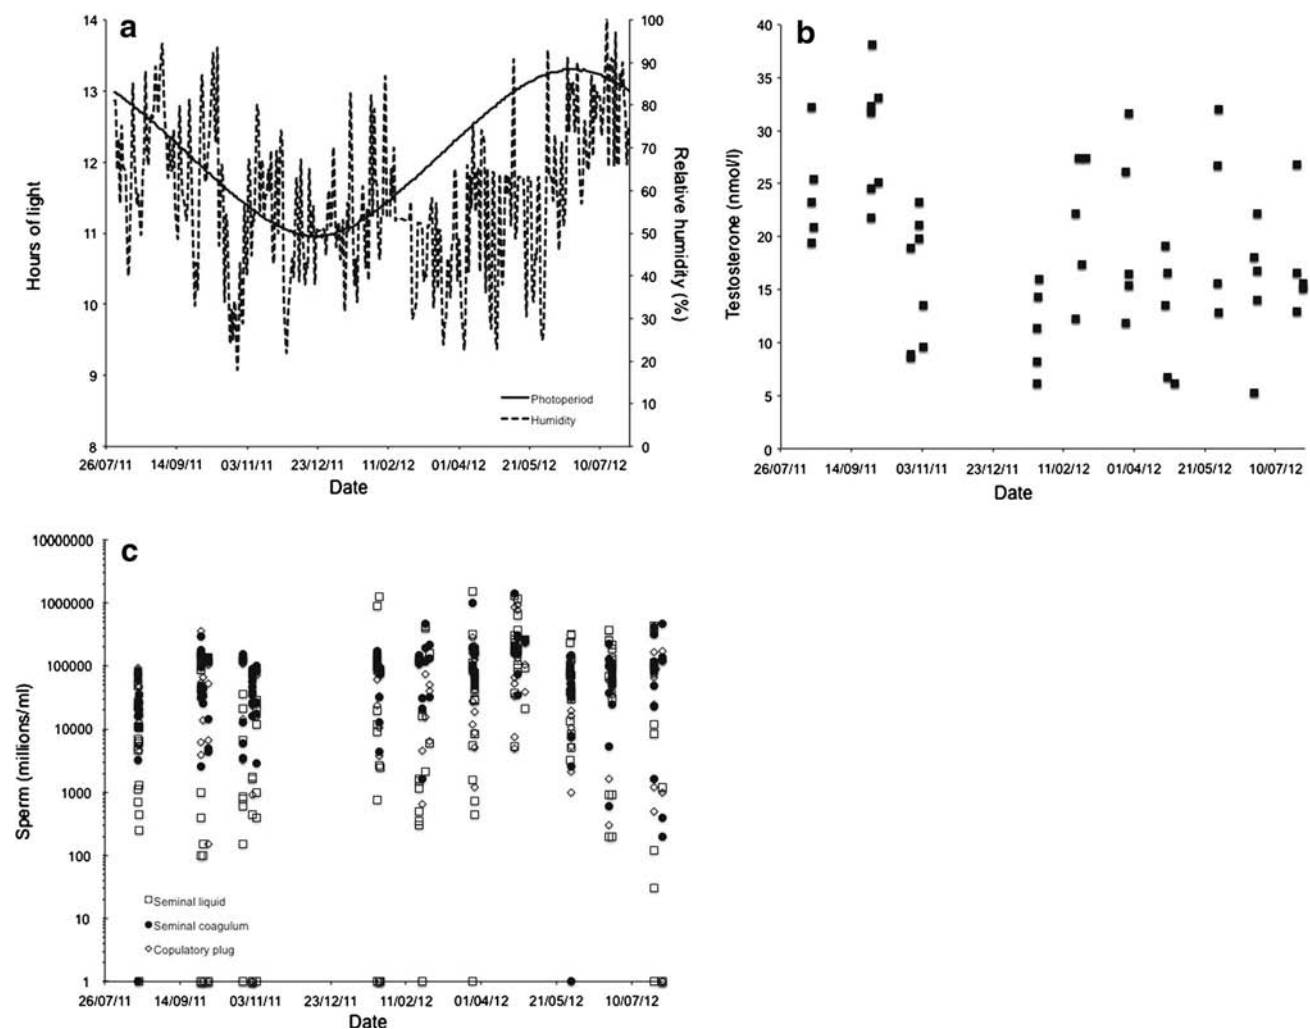 a
14
13
12
11
10
9
8
Hours of light
100
90
80
70
60
50
40
30
20
10
0
Relative humidity (%)
Photoperiod
Humidity
26/07/11 14/09/11 03/11/11 23/12/11 11/02/12 01/04/12 21/05/12 10/07/12
Date
b
40
35
30
25
20
15
10
5
0
Testosterone (nmol/l)
26/07/11 14/09/11 03/11/11 23/12/11 11/02/12 01/04/12 21/05/12 10/07/12
Date
c
10000000
1000000
100000
10000
1000
100
10
1
Sperm (millions/ml)
Seminal liquid
Seminal coagulum
Copulatory plug
26/07/11 14/09/11 03/11/11 23/12/11 11/02/12 01/04/12 21/05/12 10/07/12
Date